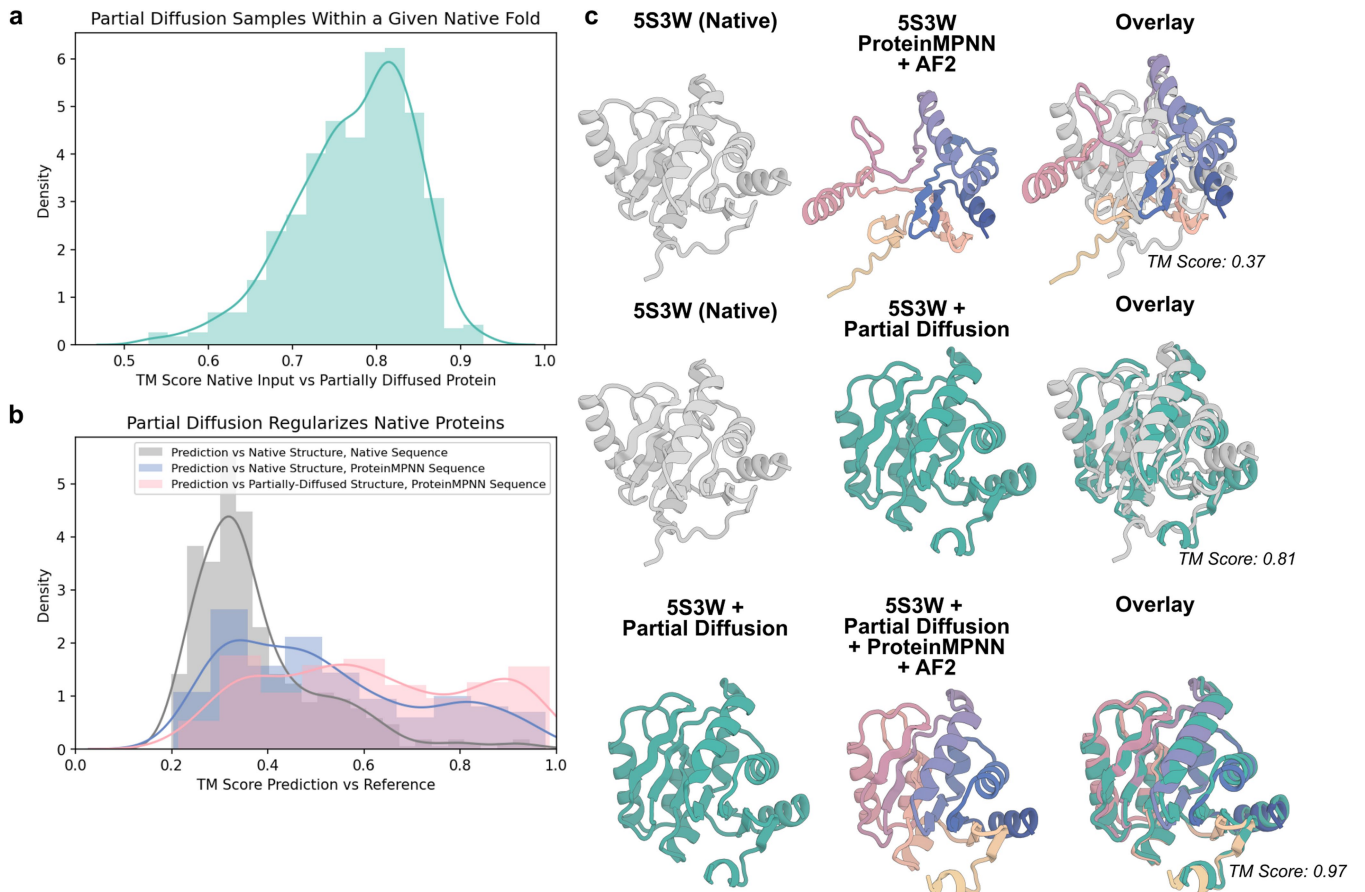 a
Partial Diffusion Samples Within a Given Native Fold
6
5
4
3
2
1
0
Density
0.5 0.6 0.7 0.8 0.9 1.0
TM Score Native Input vs Partially Diffused Protein
b
Partial Diffusion Regularizes Native Proteins
Prediction vs Native Structure, Native Sequence
Prediction vs Native Structure, ProteinMPNN Sequence
Prediction vs Partially-Diffused Structure, ProteinMPNN Sequence
5
4
3
2
1
0
Density
0.0 0.2 0.4 0.6 0.8 1.0
TM Score Prediction vs Reference
c
5S3W (Native)
5S3W
ProteinMPNN
+ AF2
Overlay
TM Score: 0.37
5S3W (Native)
5S3W +
Partial Diffusion
Overlay
TM Score: 0.81
5S3W +
Partial Diffusion
5S3W +
Partial Diffusion
+ ProteinMPNN
+ AF2
Overlay
TM Score: 0.97